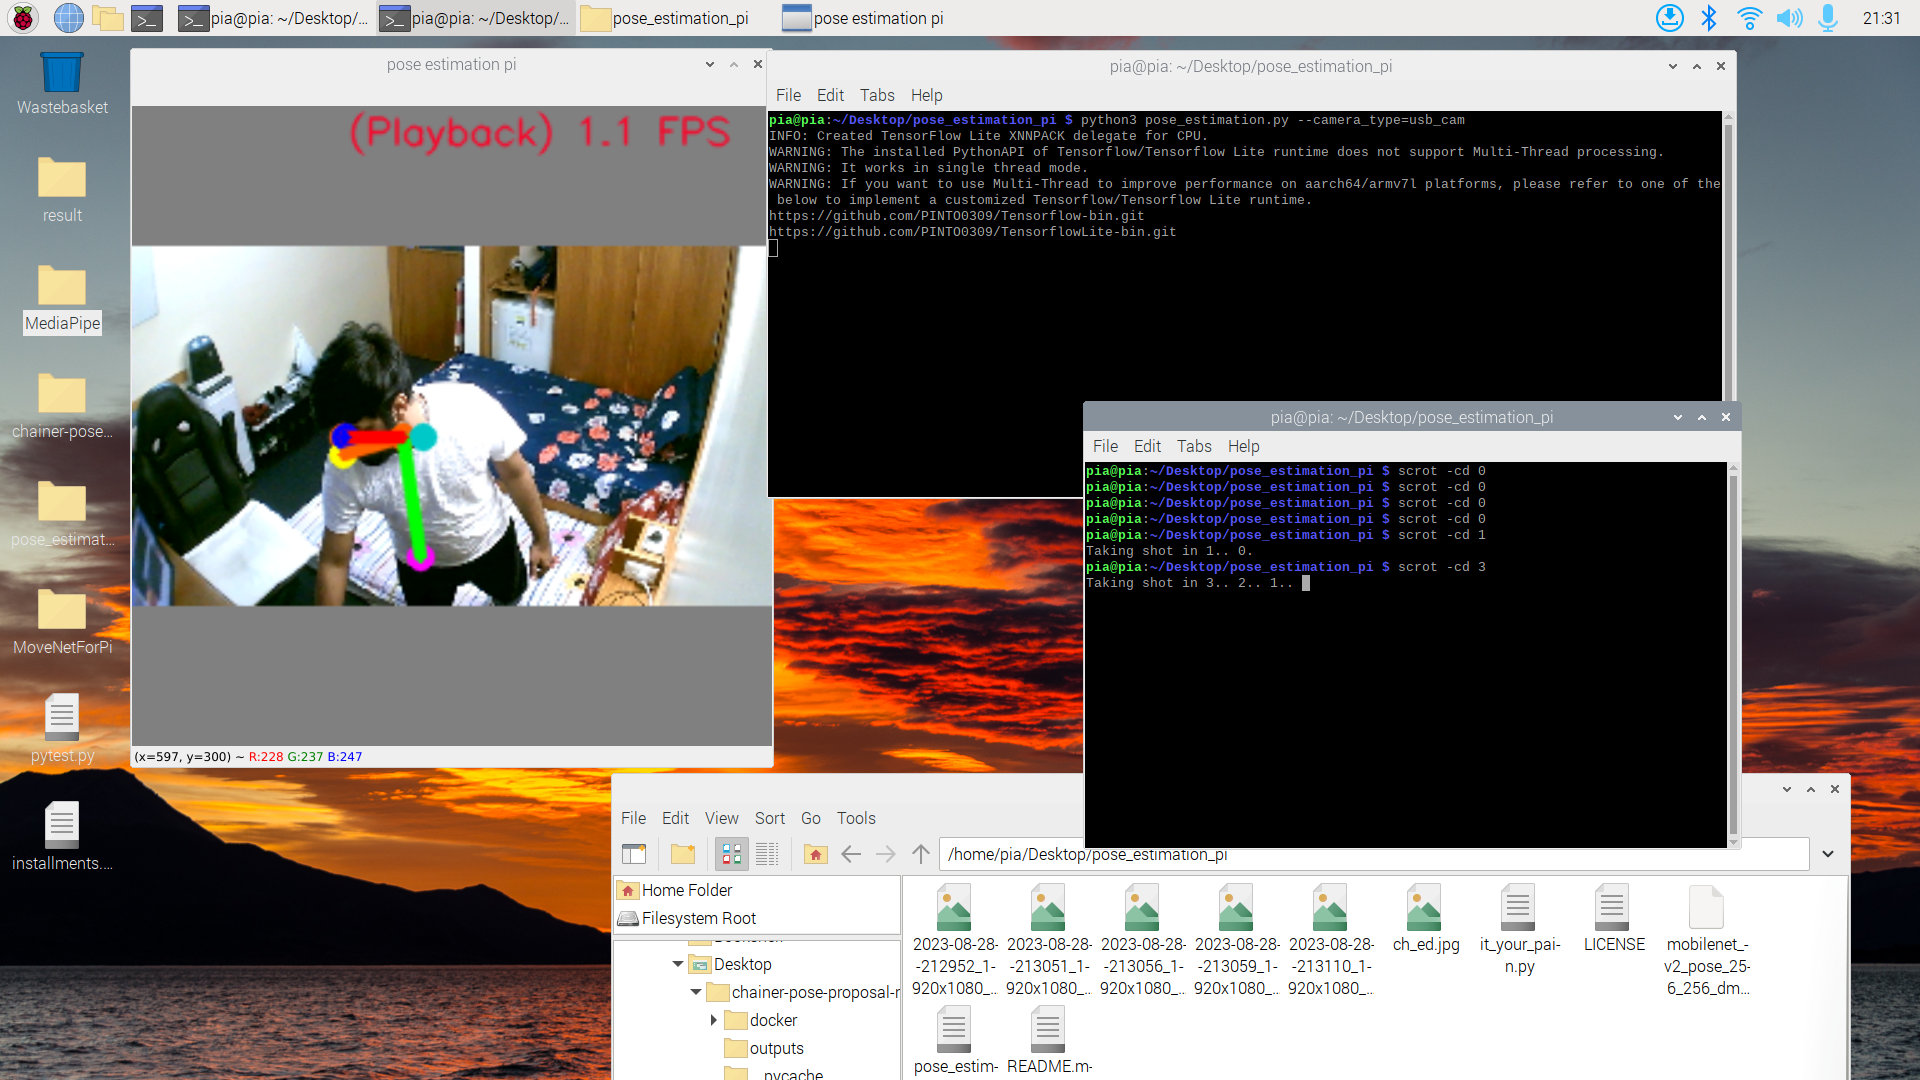 pia@pia: ~/Desktop/...
pia@pia: ~/Desktop/...
pose_estimation_pi
pose estimation pi
21:31
Wastebasket
result
MediaPipe
chainer-pose...
pose_estimat...
MoveNetForPi
pytest.py
installments....
pose estimation pi
(Playback) 1.1 FPS
(x=597, y=300) ~ R:228 G:237 B:247
pia@pia: ~/Desktop/pose_estimation_pi
File Edit Tabs Help
pia@pia:~/Desktop/pose_estimation_pi $ python3 pose_estimation.py --camera_type=usb_cam
INFO: Created TensorFlow Lite XNNPACK delegate for CPU.
WARNING: The installed PythonAPI of Tensorflow/Tensorflow Lite runtime does not support Multi-Thread processing.
WARNING: It works in single thread mode.
WARNING: If you want to use Multi-Thread to improve performance on aarch64/armv7l platforms, please refer to one of the
below to implement a customized Tensorflow/Tensorflow Lite runtime.
https://github.com/PINTO0309/Tensorflow-bin.git
https://github.com/PINTO0309/TensorflowLite-bin.git
pia@pia: ~/Desktop/pose_estimation_pi
File Edit Tabs Help
pia@pia:~/Desktop/pose_estimation_pi $ scrot -cd 0
pia@pia:~/Desktop/pose_estimation_pi $ scrot -cd 0
pia@pia:~/Desktop/pose_estimation_pi $ scrot -cd 0
pia@pia:~/Desktop/pose_estimation_pi $ scrot -cd 0
pia@pia:~/Desktop/pose_estimation_pi $ scrot -cd 1
Taking shot in 1.. 0.
pia@pia:~/Desktop/pose_estimation_pi $ scrot -cd 3
Taking shot in 3.. 2.. 1..
File Edit View Sort Go Tools
/home/pia/Desktop/pose_estimation_pi
Home Folder
Filesystem Root
Desktop
chainer-pose-proposal-
docker
outputs
pycache
2023-08-28-
-212952_1-
920x1080_...
2023-08-28-
-213051_1-
920x1080_...
2023-08-28-
-213056_1-
920x1080_...
2023-08-28-
-213059_1-
920x1080_...
2023-08-28-
-213110_1-
920x1080_...
ch_ed.jpg
it_your_pai-
n.py
LICENSE
mobilenet_-
v2_pose_25-
6_256_dm...
pose_estim-
README.m-